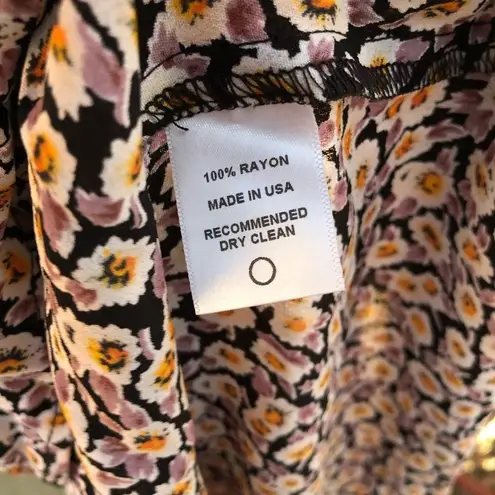 100% RAYON
MADE IN USA
RECOMMENDED
DRY CLEAN